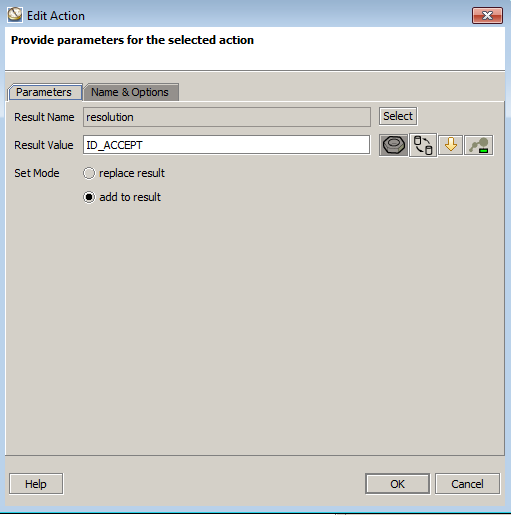 Edit Action
Provide parameters for the selected action
Parameters Name & Options
Result Name resolution Select
Result Value ID_ACCEPT
Set Mode replace result
add to result
Help OK Cancel